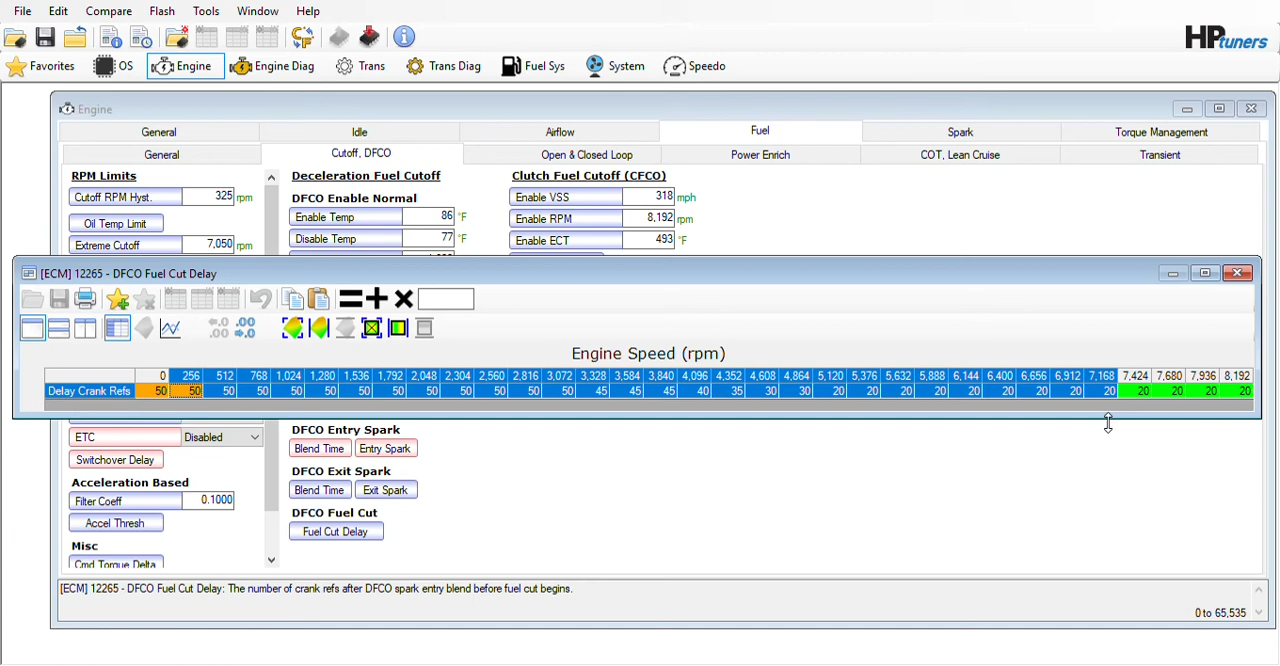 File Edit Compare Flash Tools Window Help
HP tuners
Favorites OS Engine Engine Diag Trans Trans Diag Fuel Sys System Speedo
Engine
General Idle Airflow Fuel Spark Torque Management
General Cutoff, DFCO Open & Closed Loop Power Enrich COT, Lean Cruise Transient
RPM Limits Deceleration Fuel Cutoff Clutch Fuel Cutoff (CFCO)
Cutoff RPM Hyst. 325 rpm DFCO Enable Normal Enable VSS 318 mph
Oil Temp Limit Enable Temp 86 °F Enable RPM 8,192 rpm
Extreme Cutoff 7,050 rpm Disable Temp 77 °F Enable ECT 493 °F
[ECM] 12265 - DFCO Fuel Cut Delay
Engine Speed (rpm)
0 256 512 768 1,024 1,280 1,536 1,792 2,048 2,304 2,560 2,816 3,072 3,328 3,584 3,840 4,096 4,352 4,608 4,864 5,120 5,376 5,632 5,888 6,144 6,400 6,656 6,912 7,168 7,424 7,680 7,936 8,192
Delay Crank Refs 50 50 50 50 50 50 50 50 50 50 50 50 50 45 45 45 40 35 30 30 20 20 20 20 20 20 20 20 20 20 20 20 20
ETC Disabled DFCO Entry Spark
Switchover Delay Blend Time Entry Spark
Acceleration Based DFCO Exit Spark
Filter Coeff 0.1000 Blend Time Exit Spark
Accel Thresh DFCO Fuel Cut
Misc Fuel Cut Delay
Cmd Torque Delta
[ECM] 12265 - DFCO Fuel Cut Delay: The number of crank refs after DFCO spark entry blend before fuel cut begins.
0 to 65,535